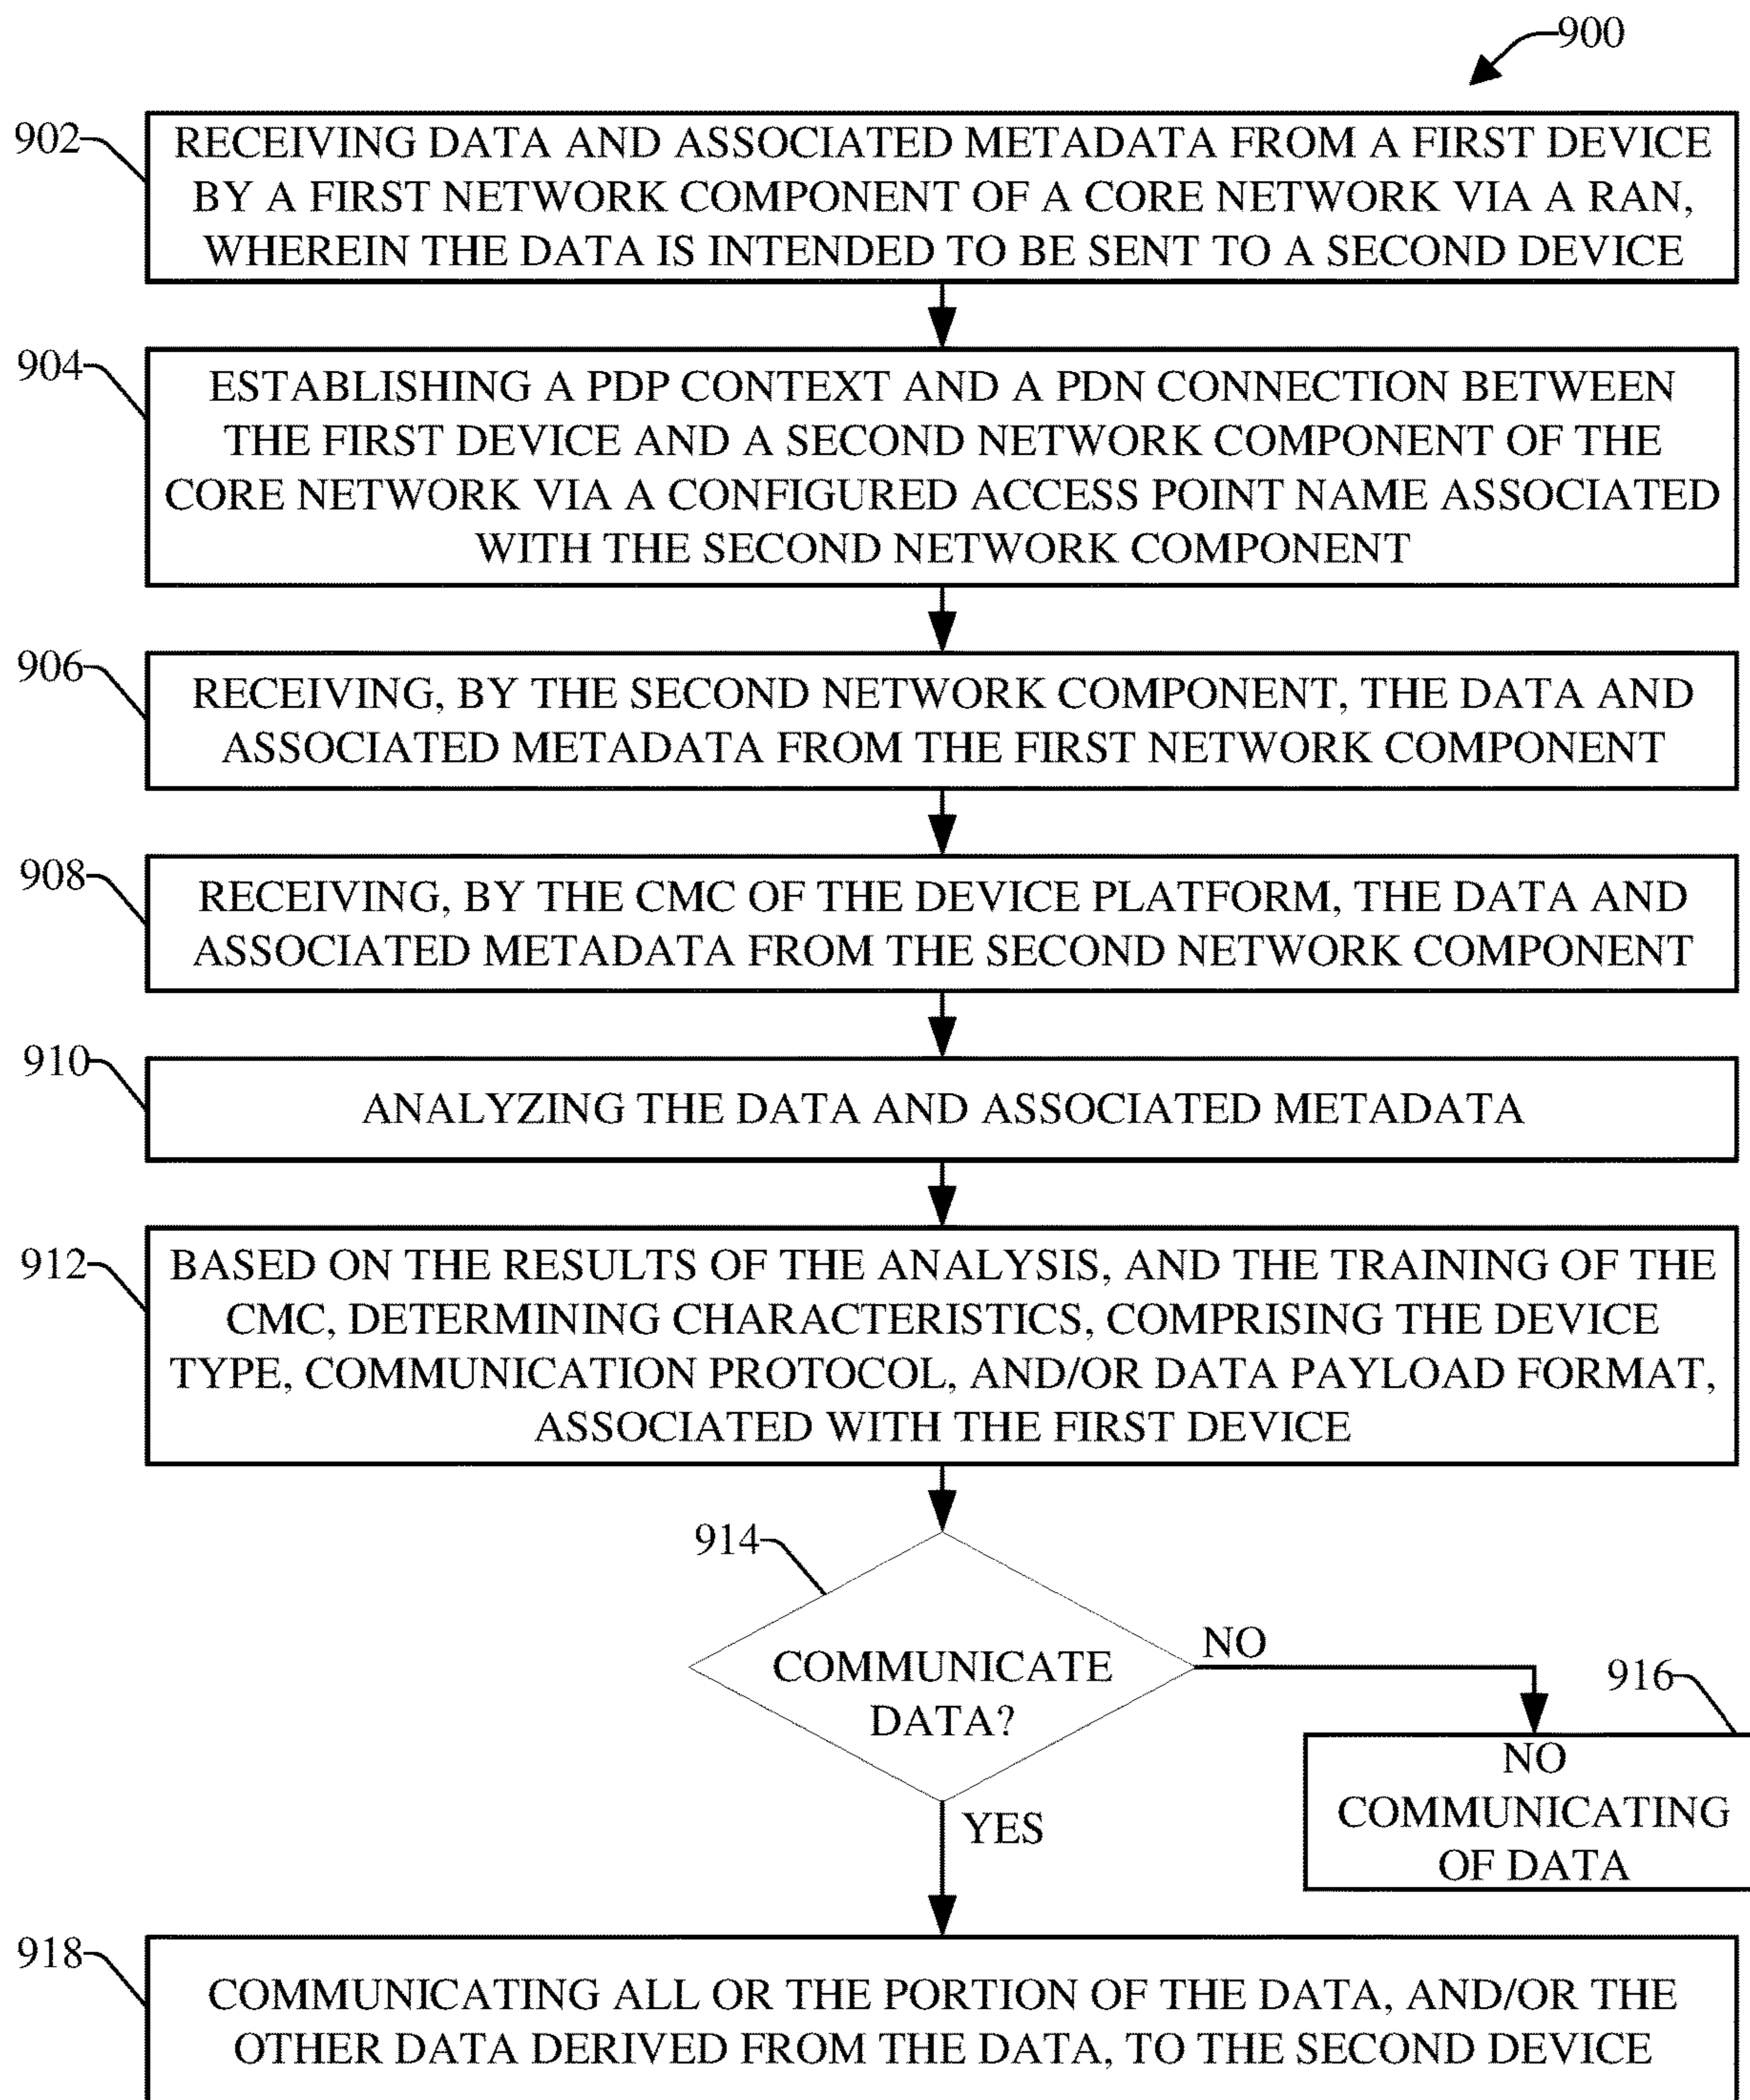 900
902
RECEIVING DATA AND ASSOCIATED METADATA FROM A FIRST DEVICE
BY A FIRST NETWORK COMPONENT OF A CORE NETWORK VIA A RAN,
WHEREIN THE DATA IS INTENDED TO BE SENT TO A SECOND DEVICE
904
ESTABLISHING A PDP CONTEXT AND A PDN CONNECTION BETWEEN
THE FIRST DEVICE AND A SECOND NETWORK COMPONENT OF THE
CORE NETWORK VIA A CONFIGURED ACCESS POINT NAME ASSOCIATED
WITH THE SECOND NETWORK COMPONENT
906
RECEIVING, BY THE SECOND NETWORK COMPONENT, THE DATA AND
ASSOCIATED METADATA FROM THE FIRST NETWORK COMPONENT
908
RECEIVING, BY THE CMC OF THE DEVICE PLATFORM, THE DATA AND
ASSOCIATED METADATA FROM THE SECOND NETWORK COMPONENT
910
ANALYZING THE DATA AND ASSOCIATED METADATA
912
BASED ON THE RESULTS OF THE ANALYSIS, AND THE TRAINING OF THE
CMC, DETERMINING CHARACTERISTICS, COMPRISING THE DEVICE
TYPE, COMMUNICATION PROTOCOL, AND/OR DATA PAYLOAD FORMAT,
ASSOCIATED WITH THE FIRST DEVICE
914
COMMUNICATE
DATA?
NO
916
NO
COMMUNICATING
OF DATA
YES
918
COMMUNICATING ALL OR THE PORTION OF THE DATA, AND/OR THE
OTHER DATA DERIVED FROM THE DATA, TO THE SECOND DEVICE